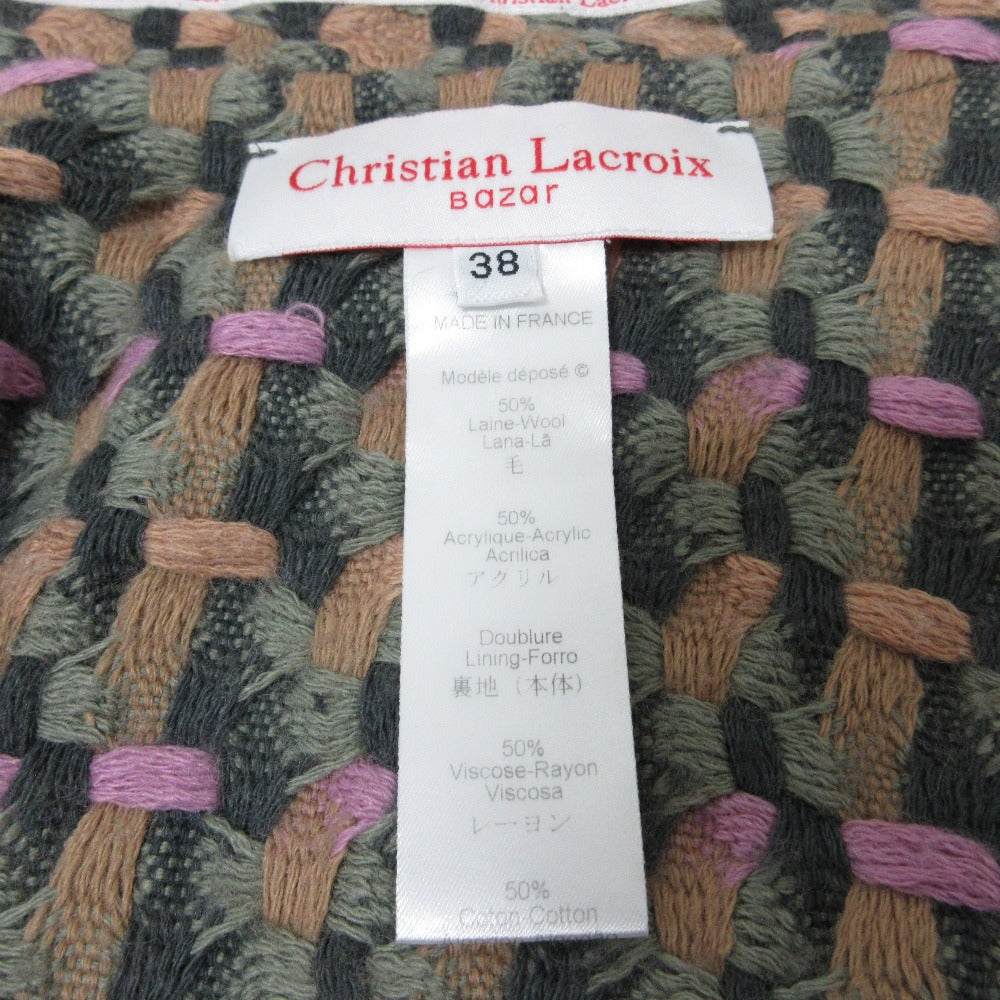 Christian Lac
Christian Lacroix
Bazar
38
MADE IN FRANCE
Modèle déposé ©
50%
Laine-Wool
Lana-Lã
毛
50%
Acrylique-Acrylic
Acrilica
アクリル
Doublure
Lining-Forro
裏地（本体）
50%
Viscose-Rayon
Viscosa
レーヨン
50%
Coton-Cotton